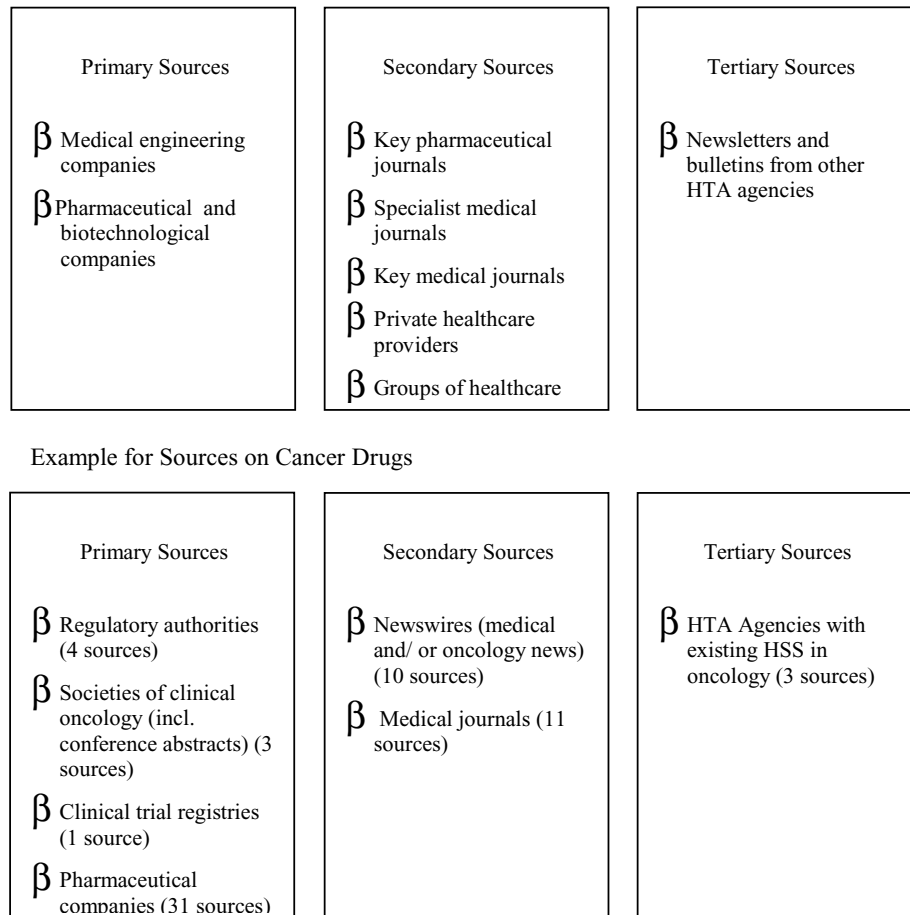 Primary Sources
β Medical engineering
companies
βPharmaceutical and
biotechnological
companies
Secondary Sources
β Key pharmaceutical
journals
β Specialist medical
journals
β Key medical journals
β Private healthcare
providers
β Groups of healthcare
Tertiary Sources
β Newsletters and
bulletins from other
HTA agencies
Example for Sources on Cancer Drugs
Primary Sources
β Regulatory authorities
(4 sources)
β Societies of clinical
oncology (incl.
conference abstracts) (3
sources)
β Clinical trial registries
(1 source)
β Pharmaceutical
companies (31 sources)
Secondary Sources
β Newswires (medical
and/ or oncology news)
(10 sources)
β Medical journals (11
sources)
Tertiary Sources
β HTA Agencies with
existing HSS in
oncology (3 sources)